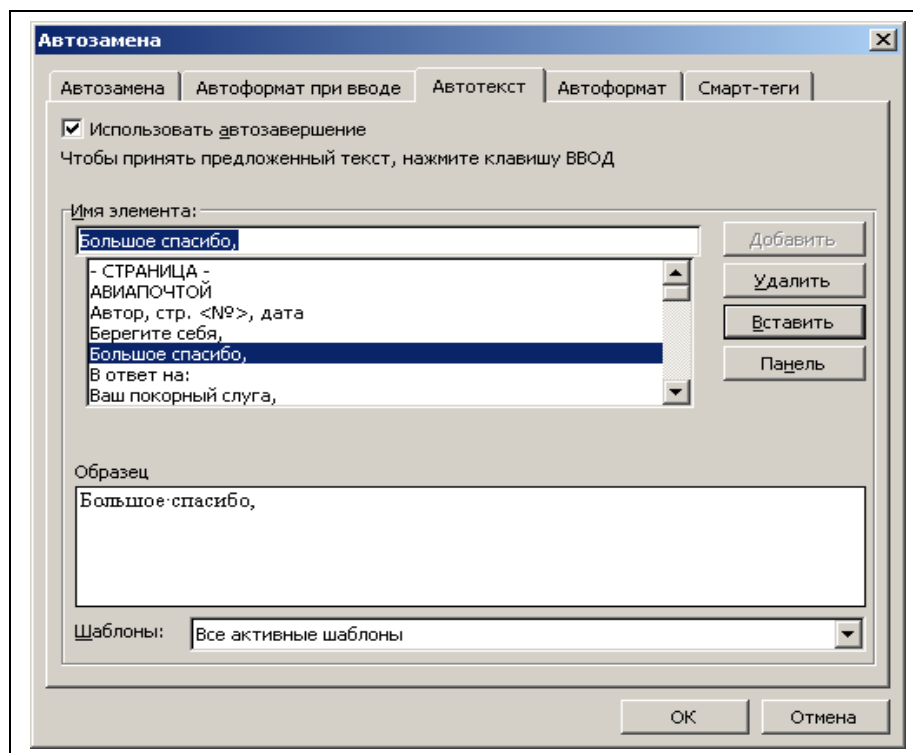 Автозамена
Автозамена Автоформат при вводе Автотекст Автоформат Смарт-теги
Использовать автозавершение
Чтобы принять предложенный текст, нажмите клавишу ВВОД
Имя элемента:
Большое спасибо,
Добавить
- СТРАНИЦА -
АВИАПОЧТОЙ
Автор, стр. <№>, дата
Берегите себя,
Большое спасибо,
В ответ на:
Ваш покорный слуга,
Удалить
Вставить
Панель
Образец
Большое·спасибо,
Шаблоны: Все активные шаблоны
ОК Отмена